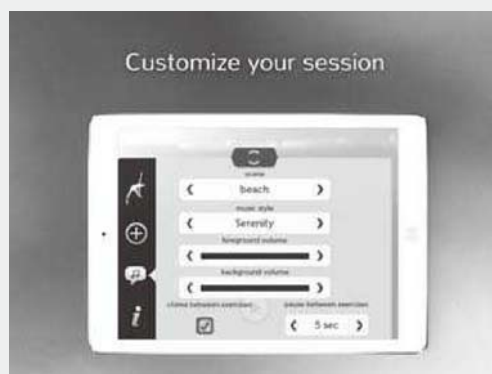 Customize your session
scene
beach
music style
Serenity
foreground volume
background volume
chime between exercises
pause between exercises
5 sec